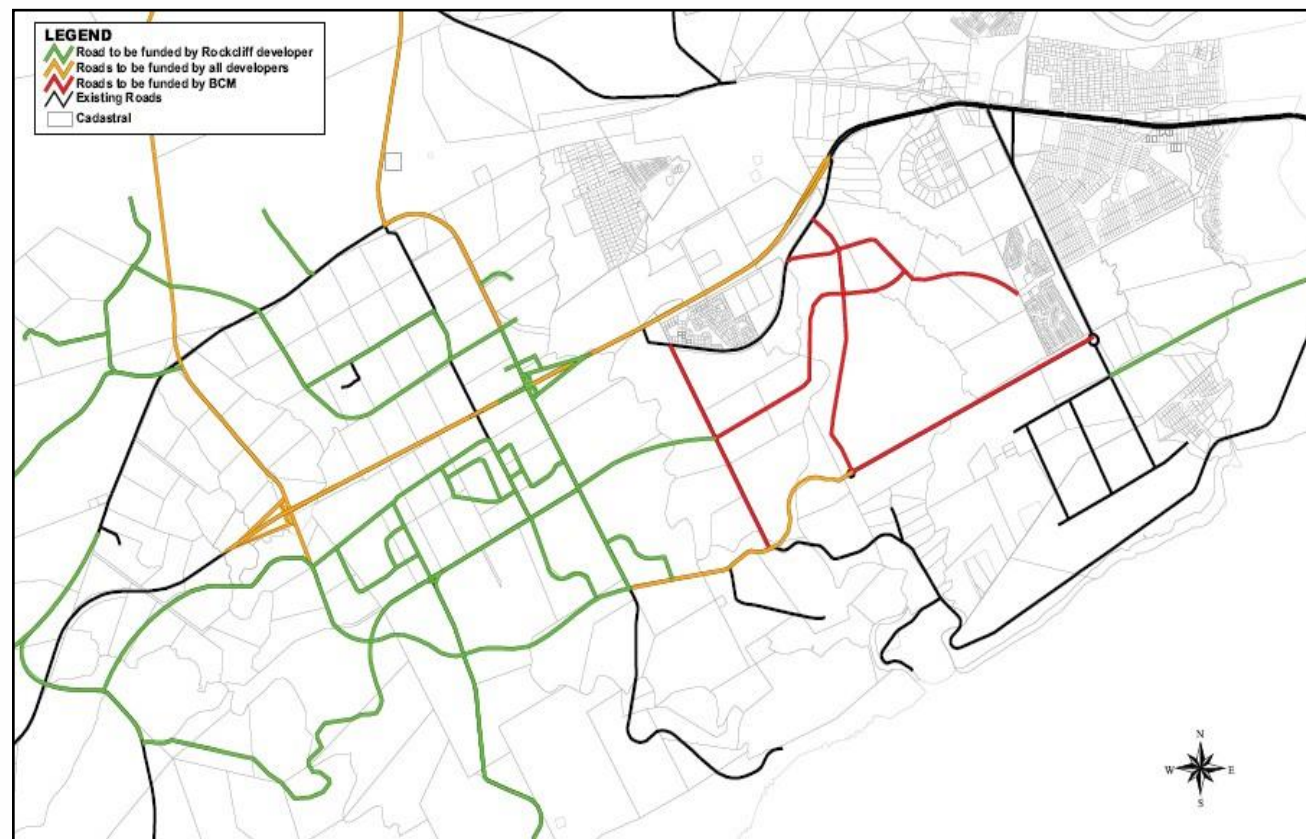 LEGEND
Road to be funded by Rockcliff developer
Roads to be funded by all developers
Roads to be funded by BCM
Existing Roads
Cadastral
N
W E
S